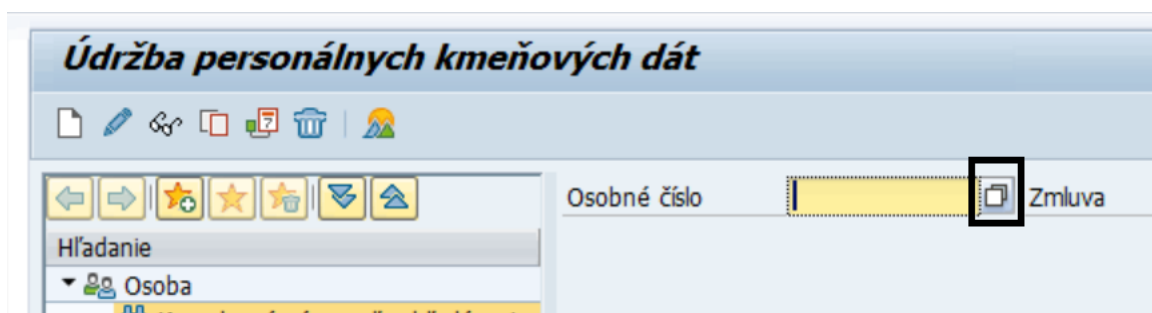 Údržba personálnych kmeňových dát
Osobné číslo Zmluva
Hľadanie
Osoba